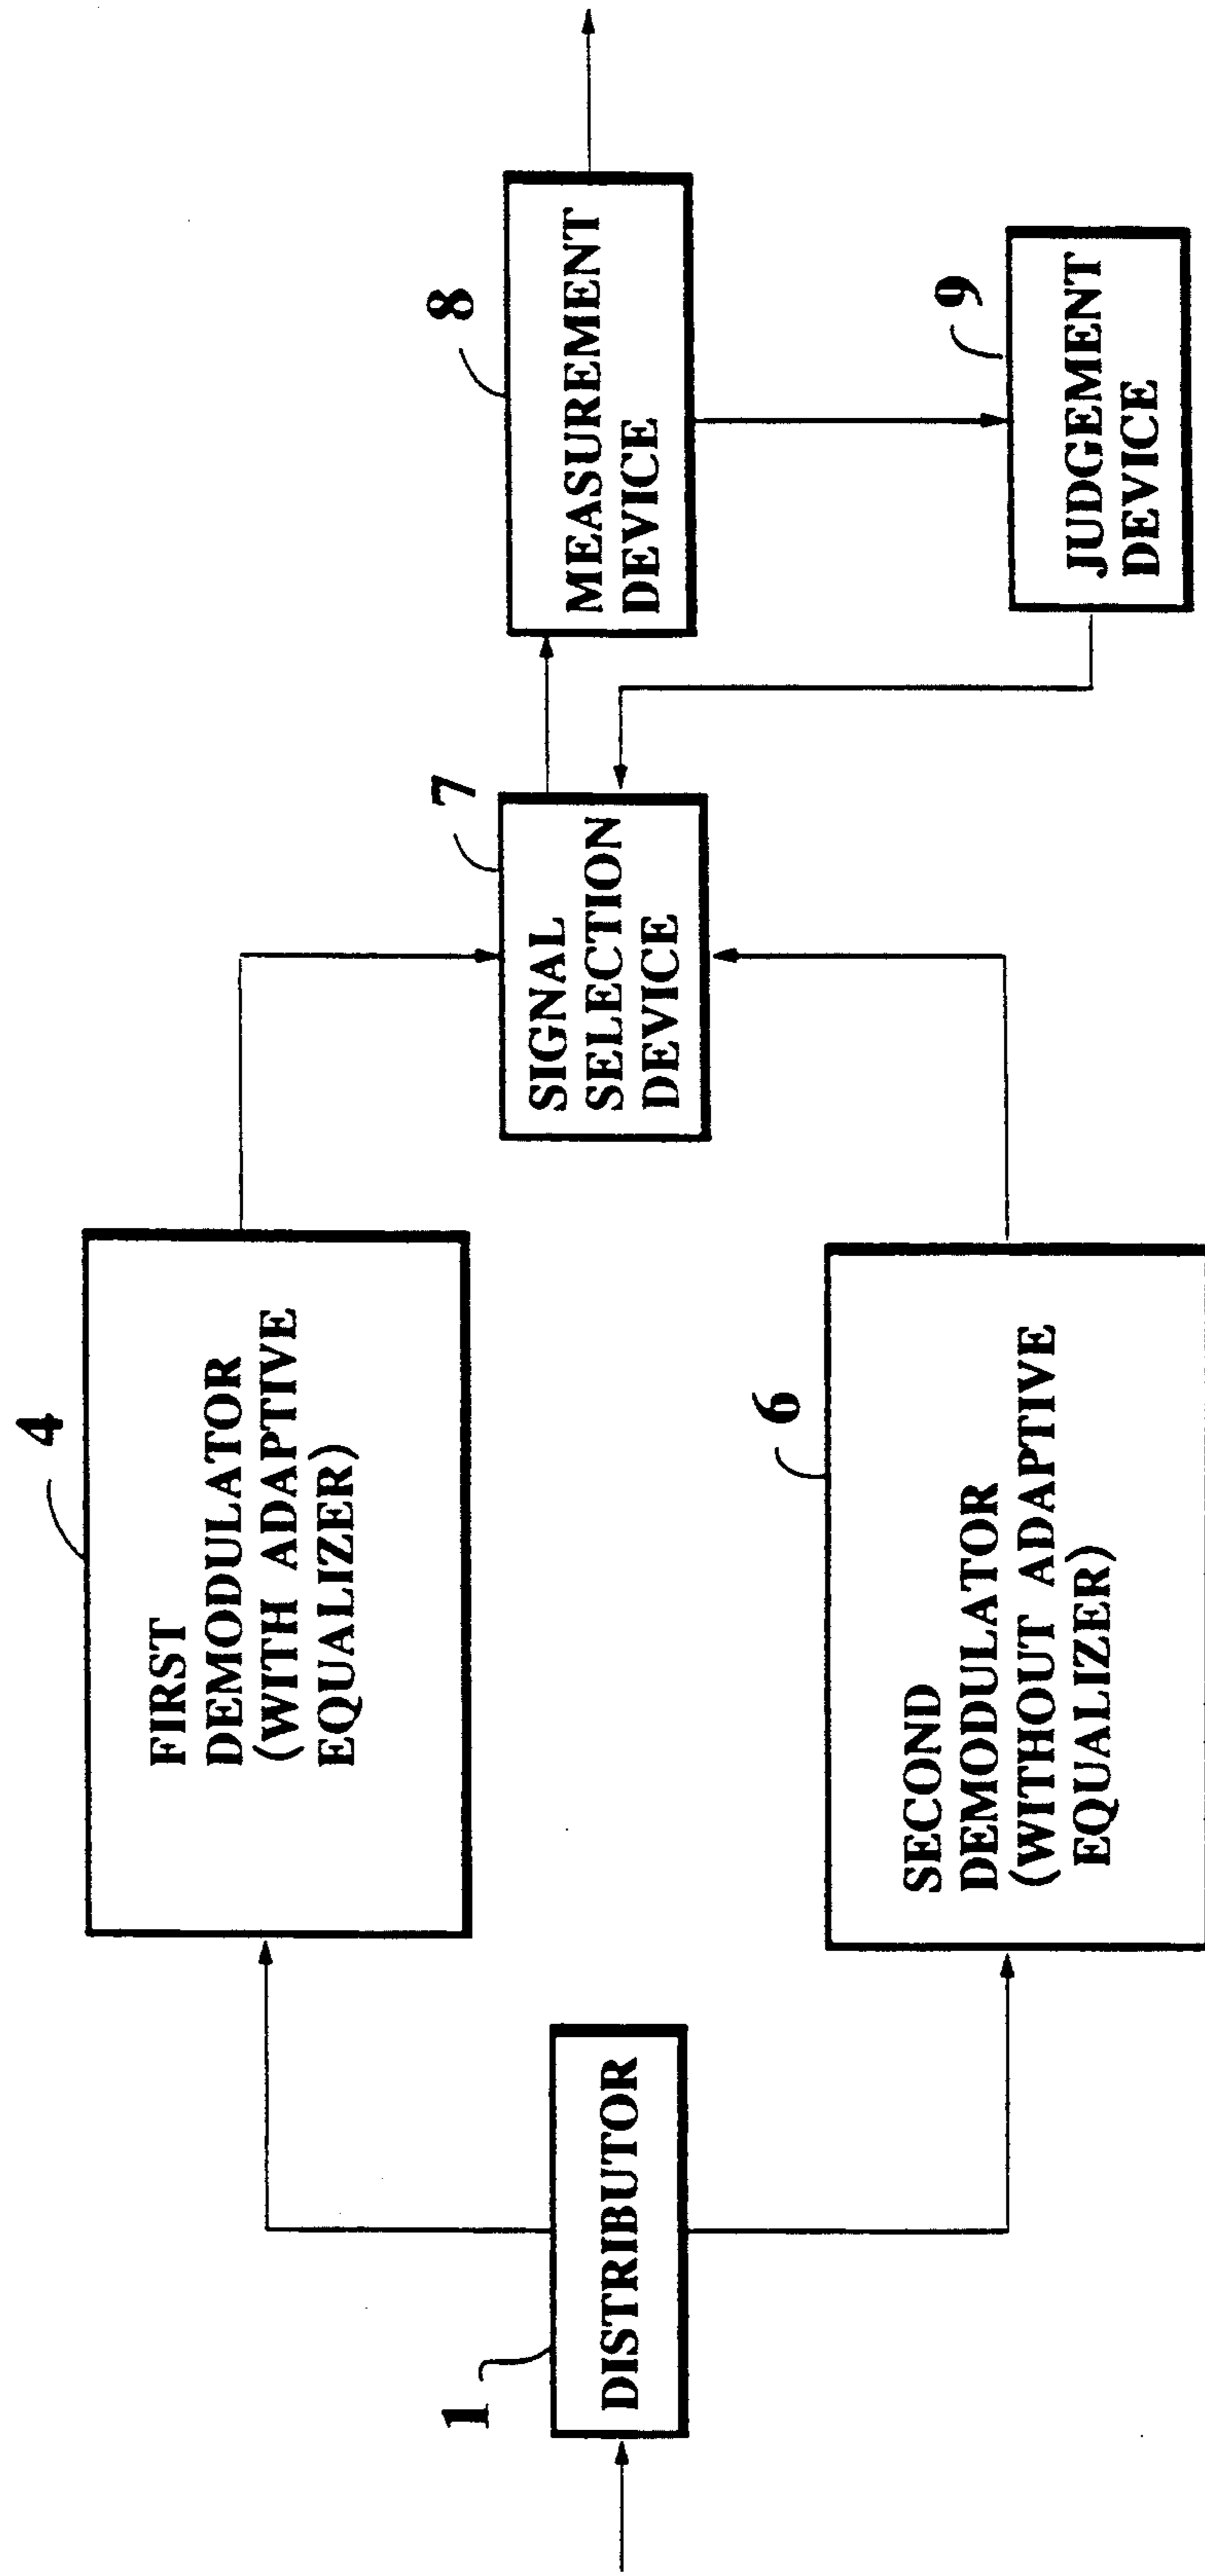 1
DISTRIBUTOR
4
FIRST
DEMODULATOR
(WITH ADAPTIVE
EQUALIZER)
6
SECOND
DEMODULATOR
(WITHOUT ADAPTIVE
EQUALIZER)
7
SIGNAL
SELECTION
DEVICE
8
MEASUREMENT
DEVICE
9
JUDGEMENT
DEVICE